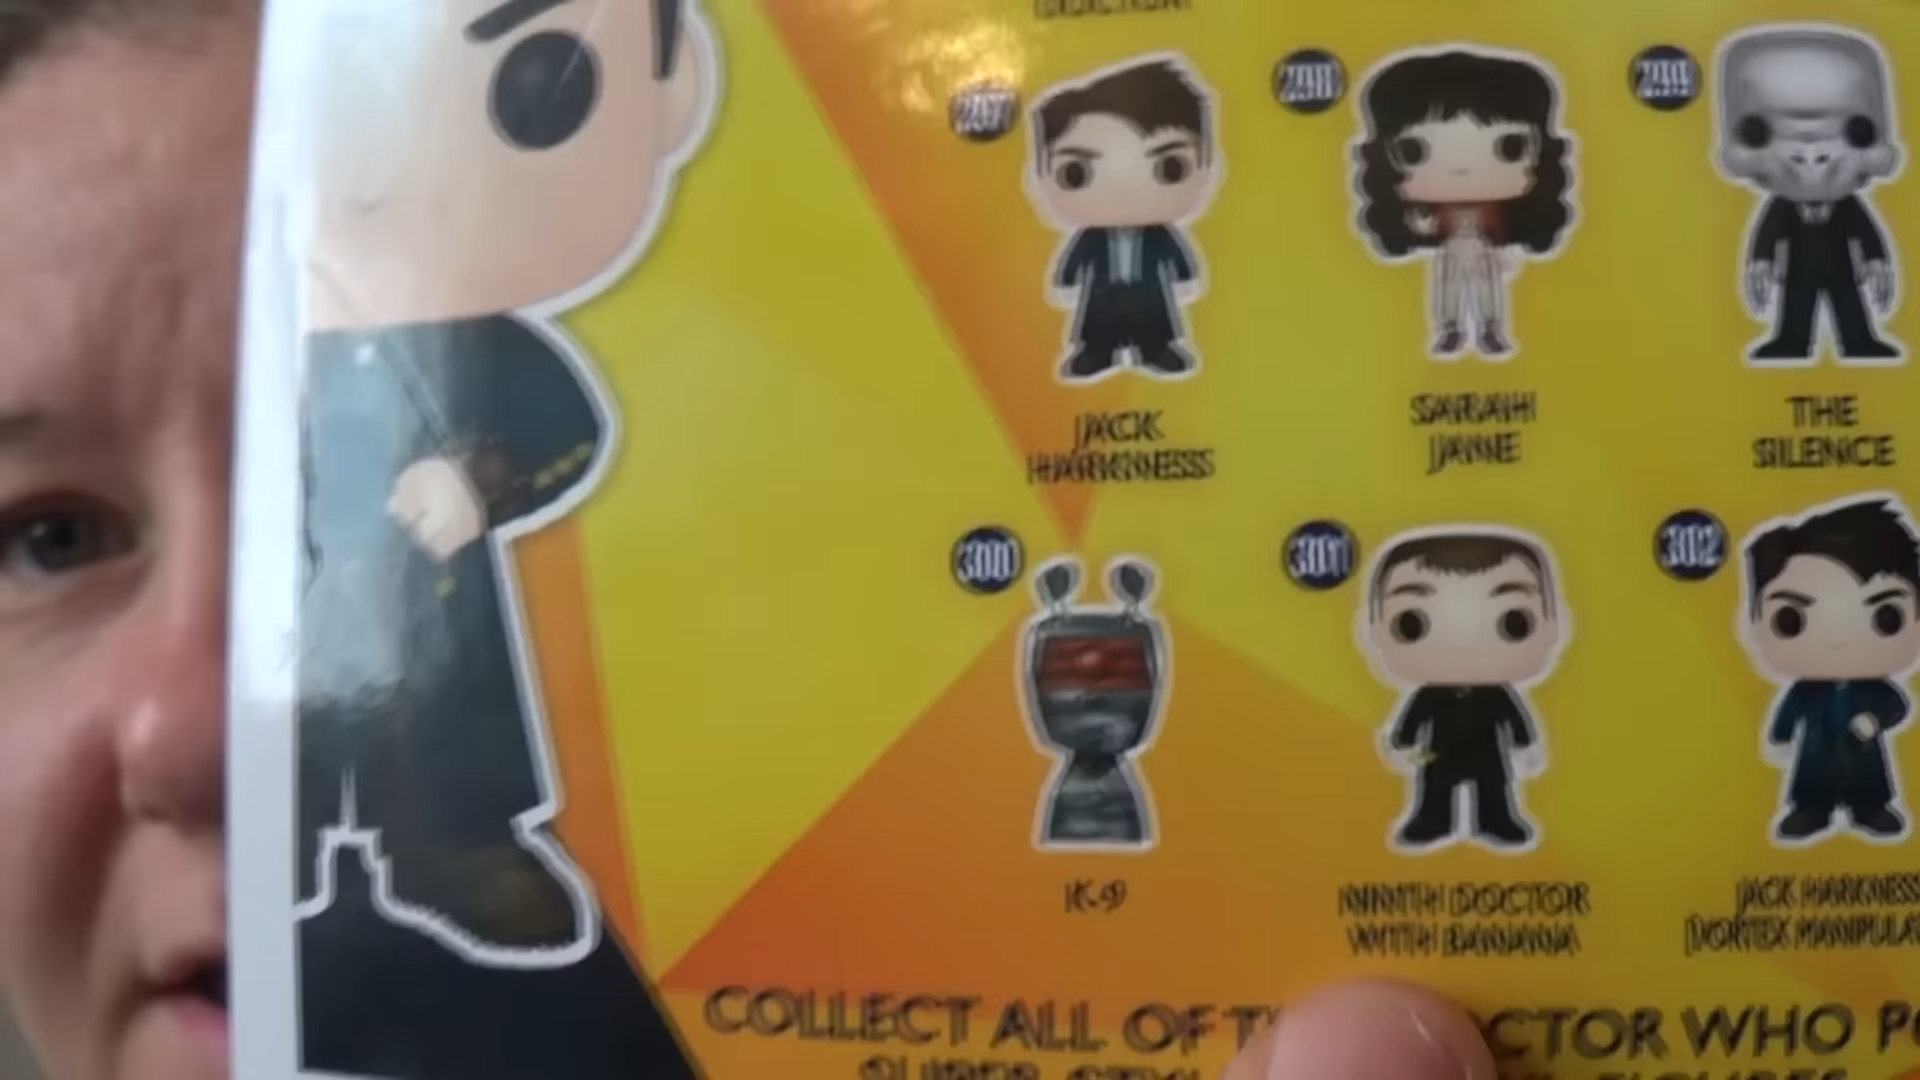 297
298
299
JACK
HARKNESS
SARAH
JANE
THE
SILENCE
300
301
302
K-9
NINTH DOCTOR
WITH BANANA
JACK HARKNESS
COLLECT ALL OF CTOR WHO